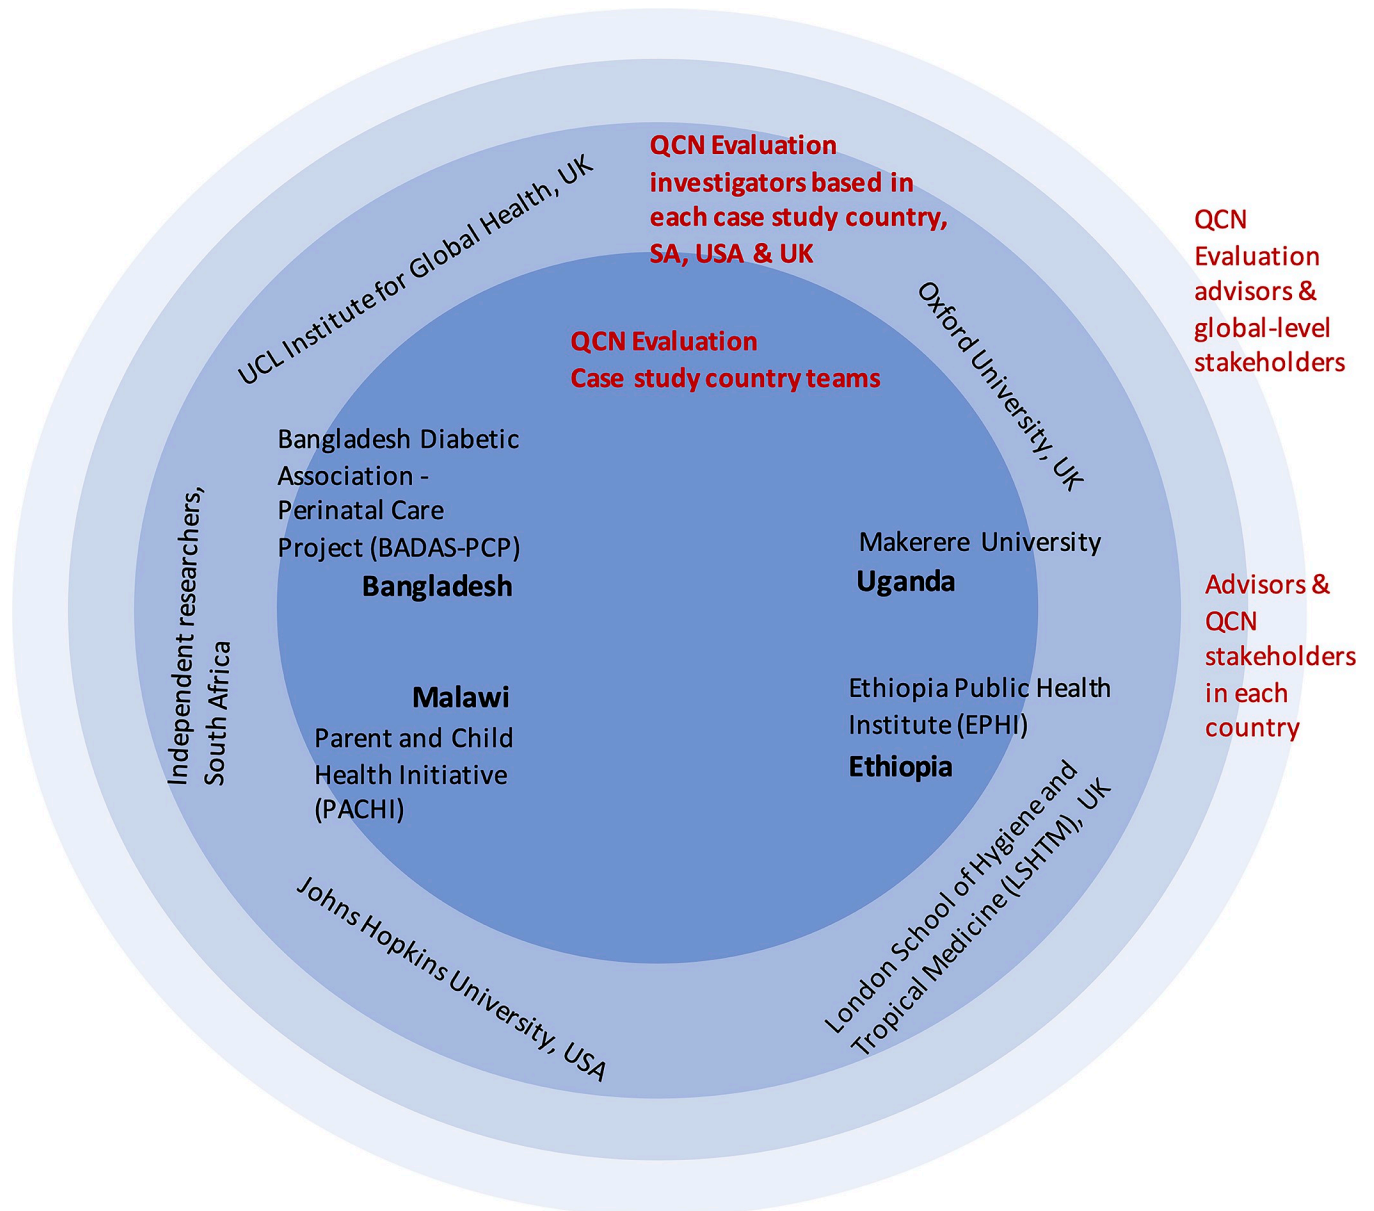 QCN Evaluation
investigators based in
each case study country,
SA, USA & UK
UCL Institute for Global Health, UK
Oxford University, UK
QCN
Evaluation
advisors &
global-level
stakeholders
QCN Evaluation
Case study country teams
Bangladesh Diabetic
Association -
Perinatal Care
Project (BADAS-PCP)
Bangladesh
Makerere University
Uganda
Advisors &
QCN
stakeholders
in each
country
Independent researchers,
South Africa
Malawi
Parent and Child
Health Initiative
(PACHI)
Ethiopia Public Health
Institute (EPHI)
Ethiopia
Johns Hopkins University, USA
London School of Hygiene and
Tropical Medicine (LSHTM), UK